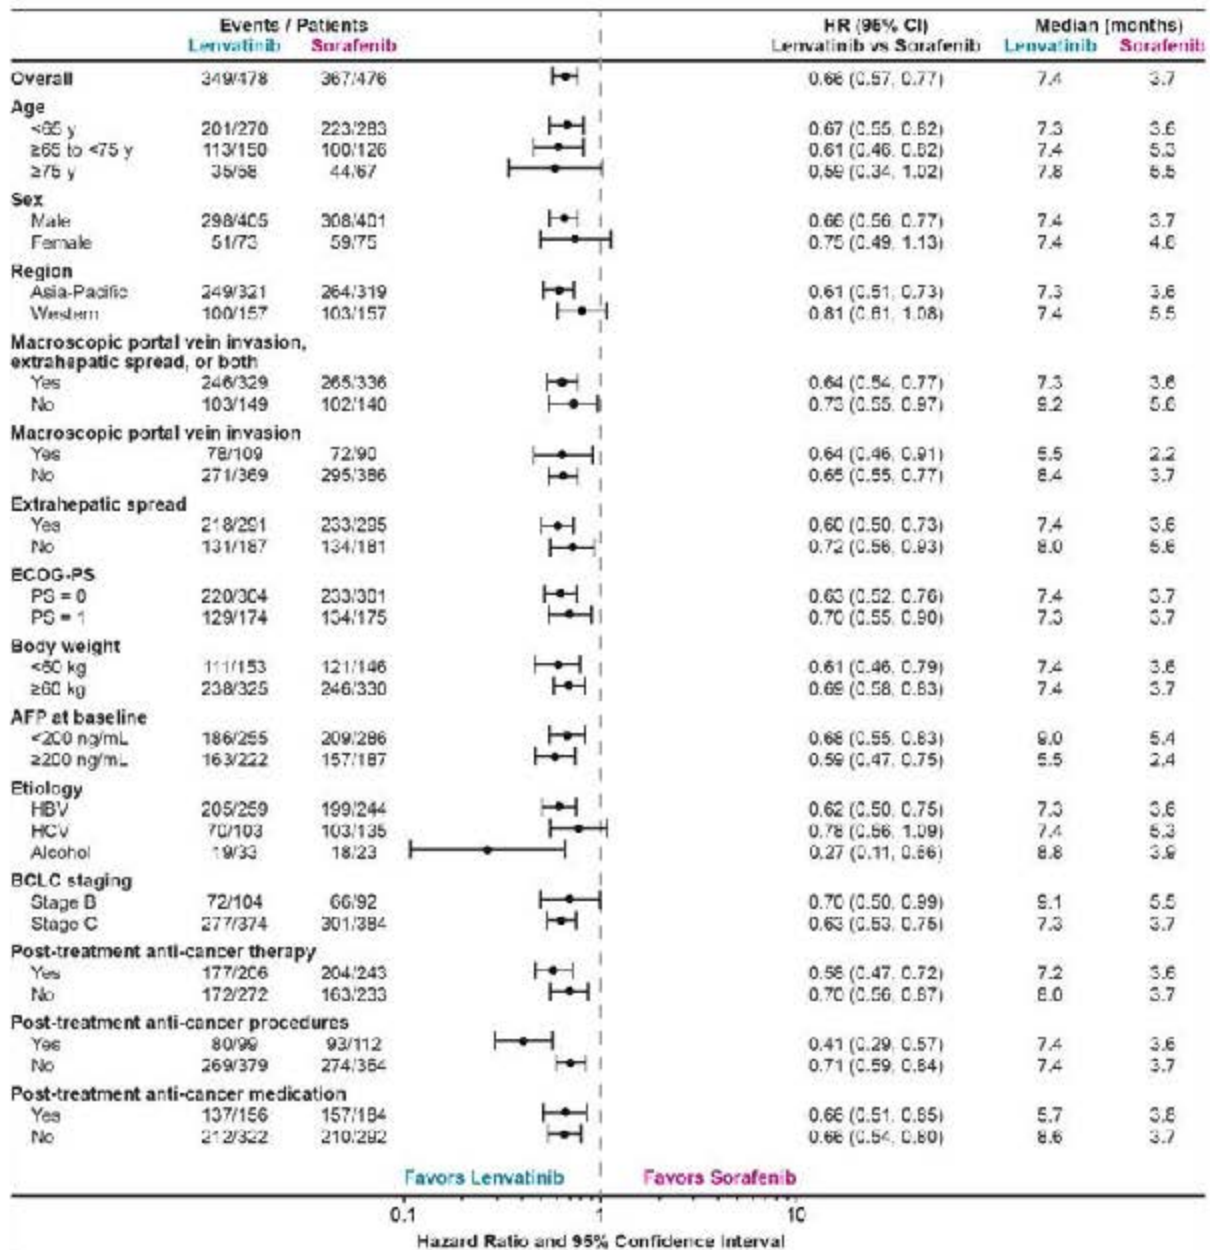 Events / Patients HR (95% CI) Median (months)
Lenvatinib Sorafenib Lenvatinib vs Sorafenib Lenvatinib Sorafenib
Overall 349/478 367/476 0.66 (0.57, 0.77) 7.4 3.7
Age
<65 y 201/270 223/283 0.67 (0.55, 0.82) 7.3 3.6
≥65 to <75 y 113/150 100/126 0.61 (0.46, 0.82) 7.4 5.3
≥75 y 35/58 44/67 0.59 (0.34, 1.02) 7.8 5.5
Sex
Male 298/405 308/401 0.66 (0.56, 0.77) 7.4 3.7
Female 51/73 59/75 0.75 (0.49, 1.13) 7.4 4.6
Region
Asia-Pacific 249/321 264/319 0.61 (0.51, 0.73) 7.3 3.6
Western 100/157 103/157 0.81 (0.61, 1.08) 7.4 5.5
Macroscopic portal vein invasion,
extrahepatic spread, or both
Yes 246/329 265/336 0.64 (0.54, 0.77) 7.3 3.6
No 103/149 102/140 0.73 (0.55, 0.97) 9.2 5.6
Macroscopic portal vein invasion
Yes 78/109 72/90 0.64 (0.46, 0.91) 5.5 2.2
No 271/369 295/386 0.65 (0.55, 0.77) 8.4 3.7
Extrahepatic spread
Yes 218/291 233/295 0.60 (0.50, 0.73) 7.4 3.6
No 131/187 134/181 0.72 (0.56, 0.93) 8.0 5.6
ECOG-PS
PS = 0 220/304 233/301 0.63 (0.52, 0.76) 7.4 3.7
PS = 1 129/174 134/175 0.70 (0.55, 0.90) 7.3 3.7
Body weight
<60 kg 111/153 121/146 0.61 (0.46, 0.79) 7.4 3.6
≥60 kg 238/325 246/330 0.69 (0.58, 0.83) 7.4 3.7
AFP at baseline
<200 ng/mL 186/255 209/286 0.68 (0.55, 0.83) 9.0 5.4
≥200 ng/mL 163/222 157/187 0.59 (0.47, 0.75) 5.5 2.4
Etiology
HBV 205/259 199/244 0.62 (0.50, 0.75) 7.3 3.6
HCV 70/103 103/135 0.78 (0.56, 1.09) 7.4 5.3
Alcohol 19/33 18/23 0.27 (0.11, 0.66) 8.8 3.9
BCLC staging
Stage B 72/104 66/92 0.70 (0.50, 0.99) 9.1 5.5
Stage C 277/374 301/384 0.63 (0.53, 0.75) 7.3 3.7
Post-treatment anti-cancer therapy
Yes 177/206 204/243 0.58 (0.47, 0.72) 7.2 3.6
No 172/272 163/233 0.70 (0.56, 0.87) 8.0 3.7
Post-treatment anti-cancer procedures
Yes 80/99 93/112 0.41 (0.29, 0.57) 7.4 3.6
No 269/379 274/364 0.71 (0.59, 0.84) 7.4 3.7
Post-treatment anti-cancer medication
Yes 137/156 157/184 0.66 (0.51, 0.85) 5.7 3.6
No 212/322 210/292 0.66 (0.54, 0.80) 8.6 3.7
Favors Lenvatinib Favors Sorafenib
0.1 1 10
Hazard Ratio and 95% Confidence Interval